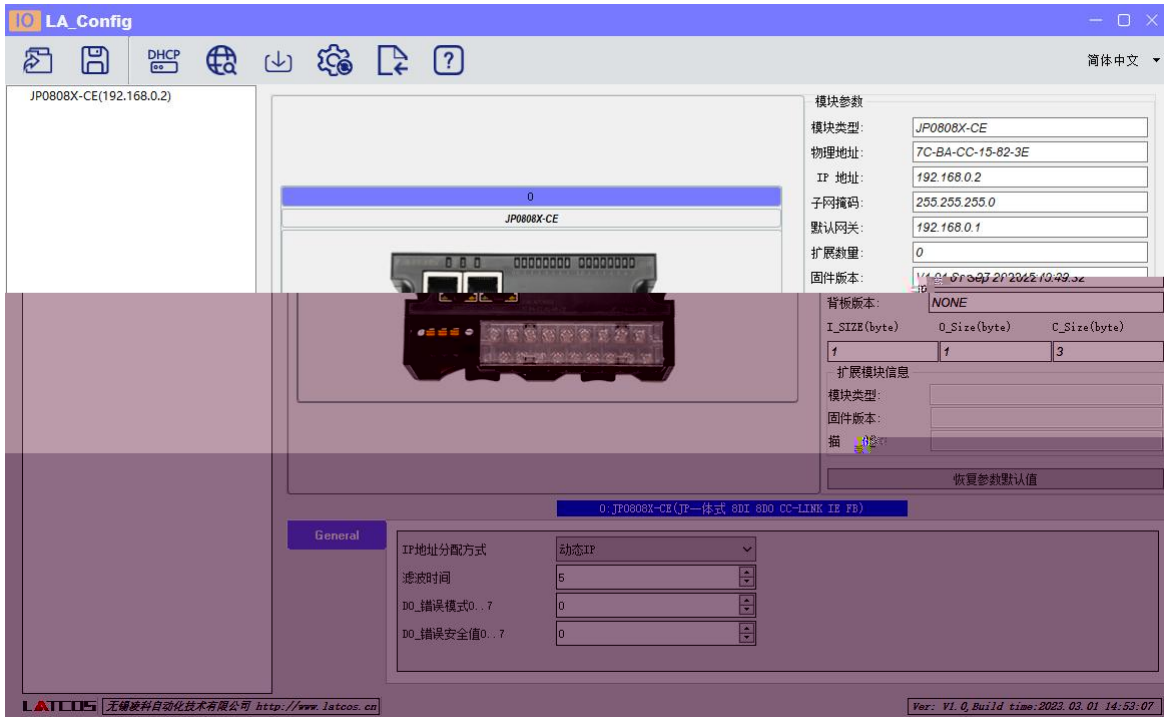 IO LA_Config
DHCP
简体中文
JP0808X-CE(192.168.0.2)
0
JP0808X-CE
模块参数
模块类型: JP0808X-CE
物理地址: 7C-BA-CC-15-82-3E
IP 地址: 192.168.0.2
子网掩码: 255.255.255.0
默认网关: 192.168.0.1
扩展数量: 0
固件版本:
背板版本: NONE
I_SIZE(byte) O_Size(byte) C_Size(byte)
1 1 3
扩展模块信息
模块类型:
固件版本:
描
恢复参数默认值
0:JP0808X-CE(JP一体式 8DI 8DO CC-LINK IE FB)
General
IP地址分配方式 动态IP
滤波时间 5
DO_错误模式0..7 0
DO_错误安全值0..7 0
LATCOS 无锡凌科自动化技术有限公司 http://www.latcos.cn
Ver: V1.0,Build time:2023.03.01 14:53:07